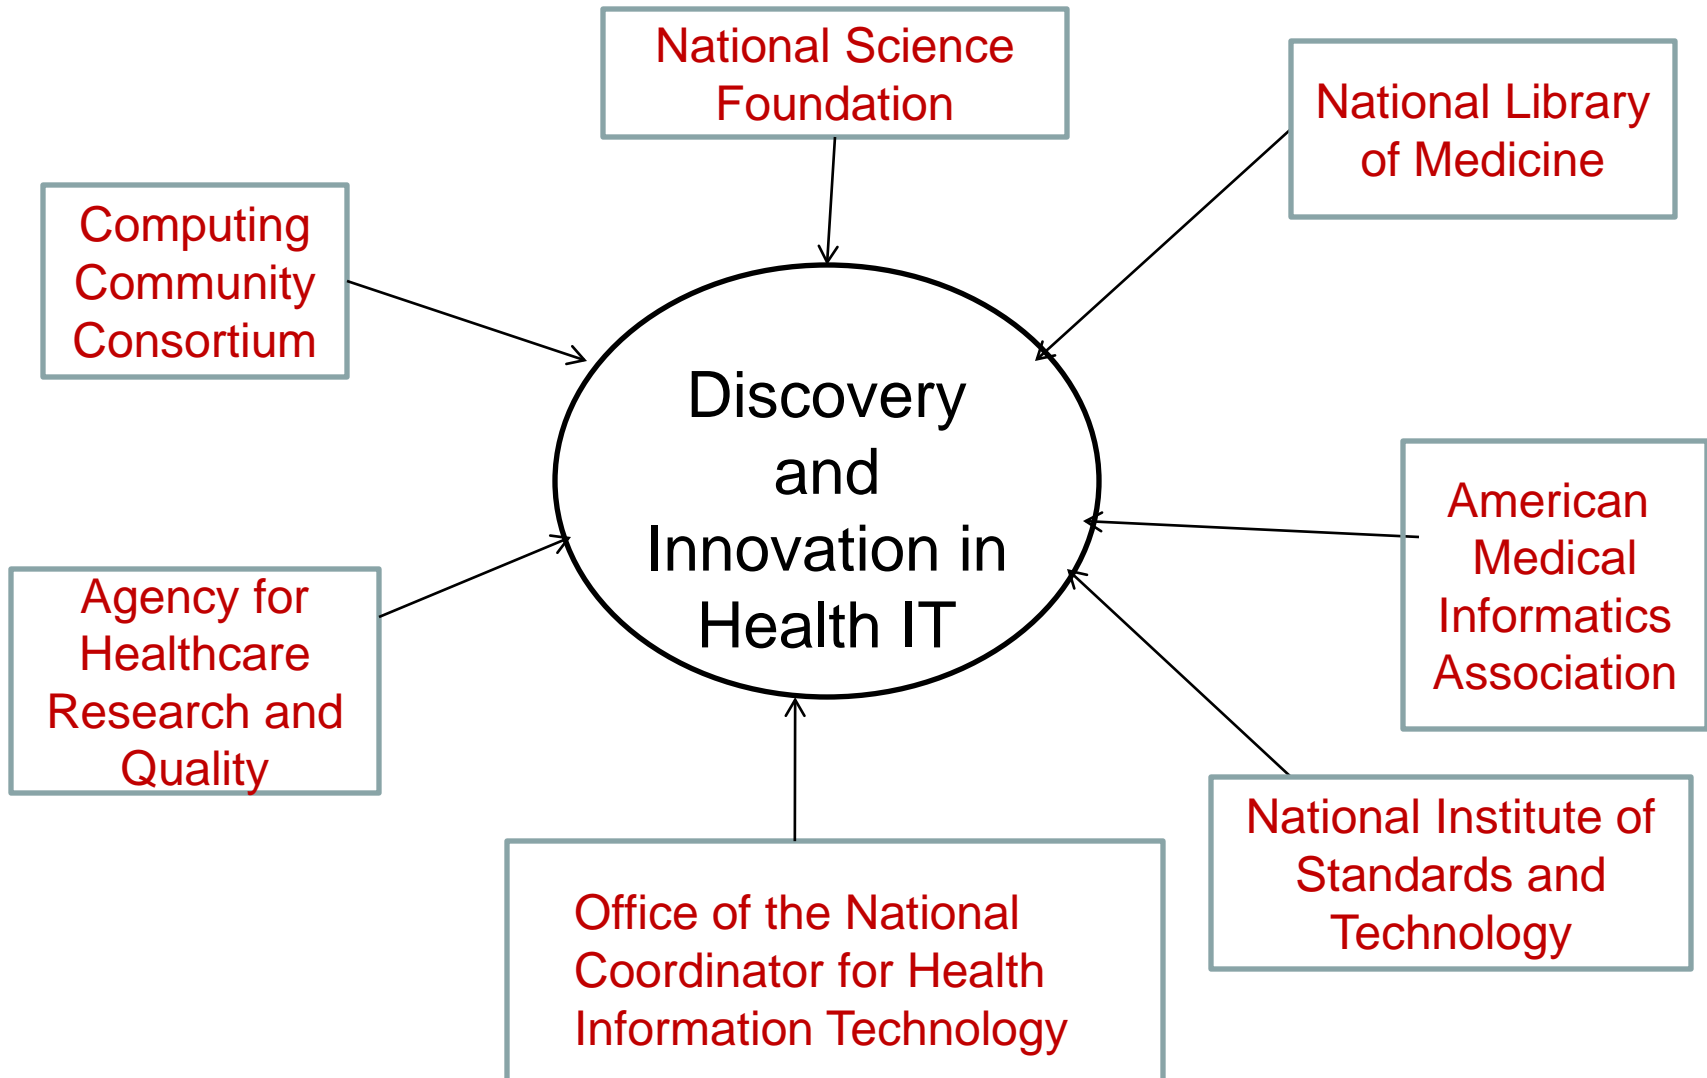 National Science
Foundation
National Library
of Medicine
Computing
Community
Consortium
Discovery
and
Innovation in
Health IT
American
Medical
Informatics
Association
Agency for
Healthcare
Research and
Quality
National Institute of
Standards and
Technology
Office of the National
Coordinator for Health
Information Technology